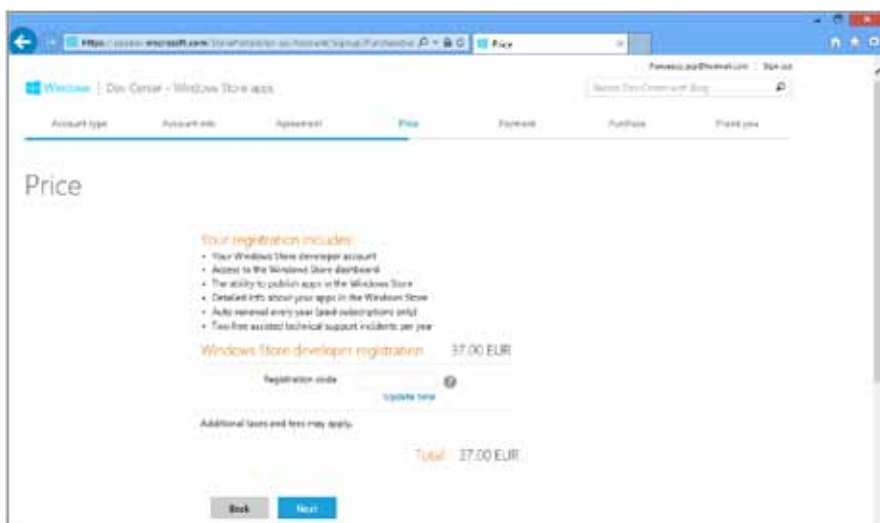 Price
Sign out
Windows | Dev Center - Windows Store apps
Account type Account info Agreement Price Payment Purchase Thank you
Price
Your registration includes:
• Your Windows Store developer account
• Access to the Windows Store dashboard
• The ability to publish apps in the Windows Store
• Detailed info about your apps in the Windows Store
• Auto renewal every year (paid subscriptions only)
• Two free assisted technical support incidents per year
Windows Store developer registration 37.00 EUR
Registration code
Update total
Additional taxes and fees may apply.
Total 37.00 EUR
Back Next